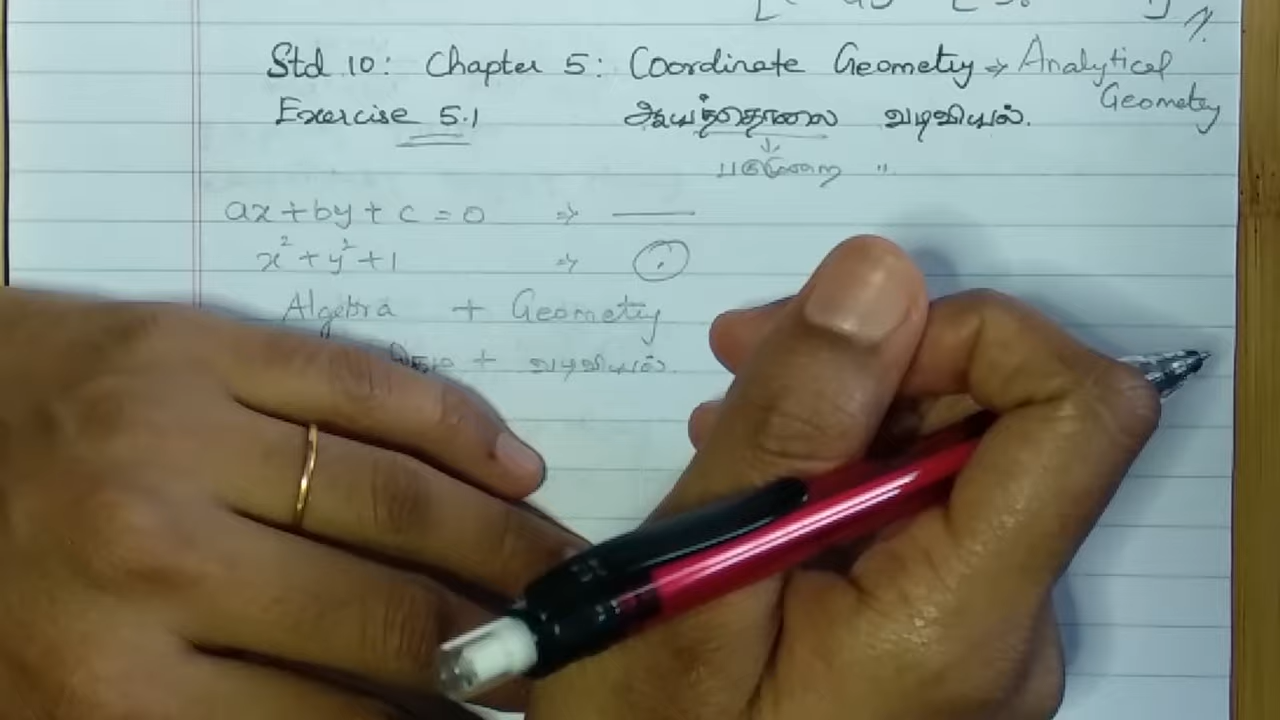 Std 10: Chapter 5: Coordinate Geometry ⇒ Analytical
Geometry
Exercise 5.1 ஆயத்தொலை வடிவியல்.
"
ax + by + c = 0 ⇒
x² + y² + 1 ⇒
Algebra + Geometry
+ வடிவியல்.